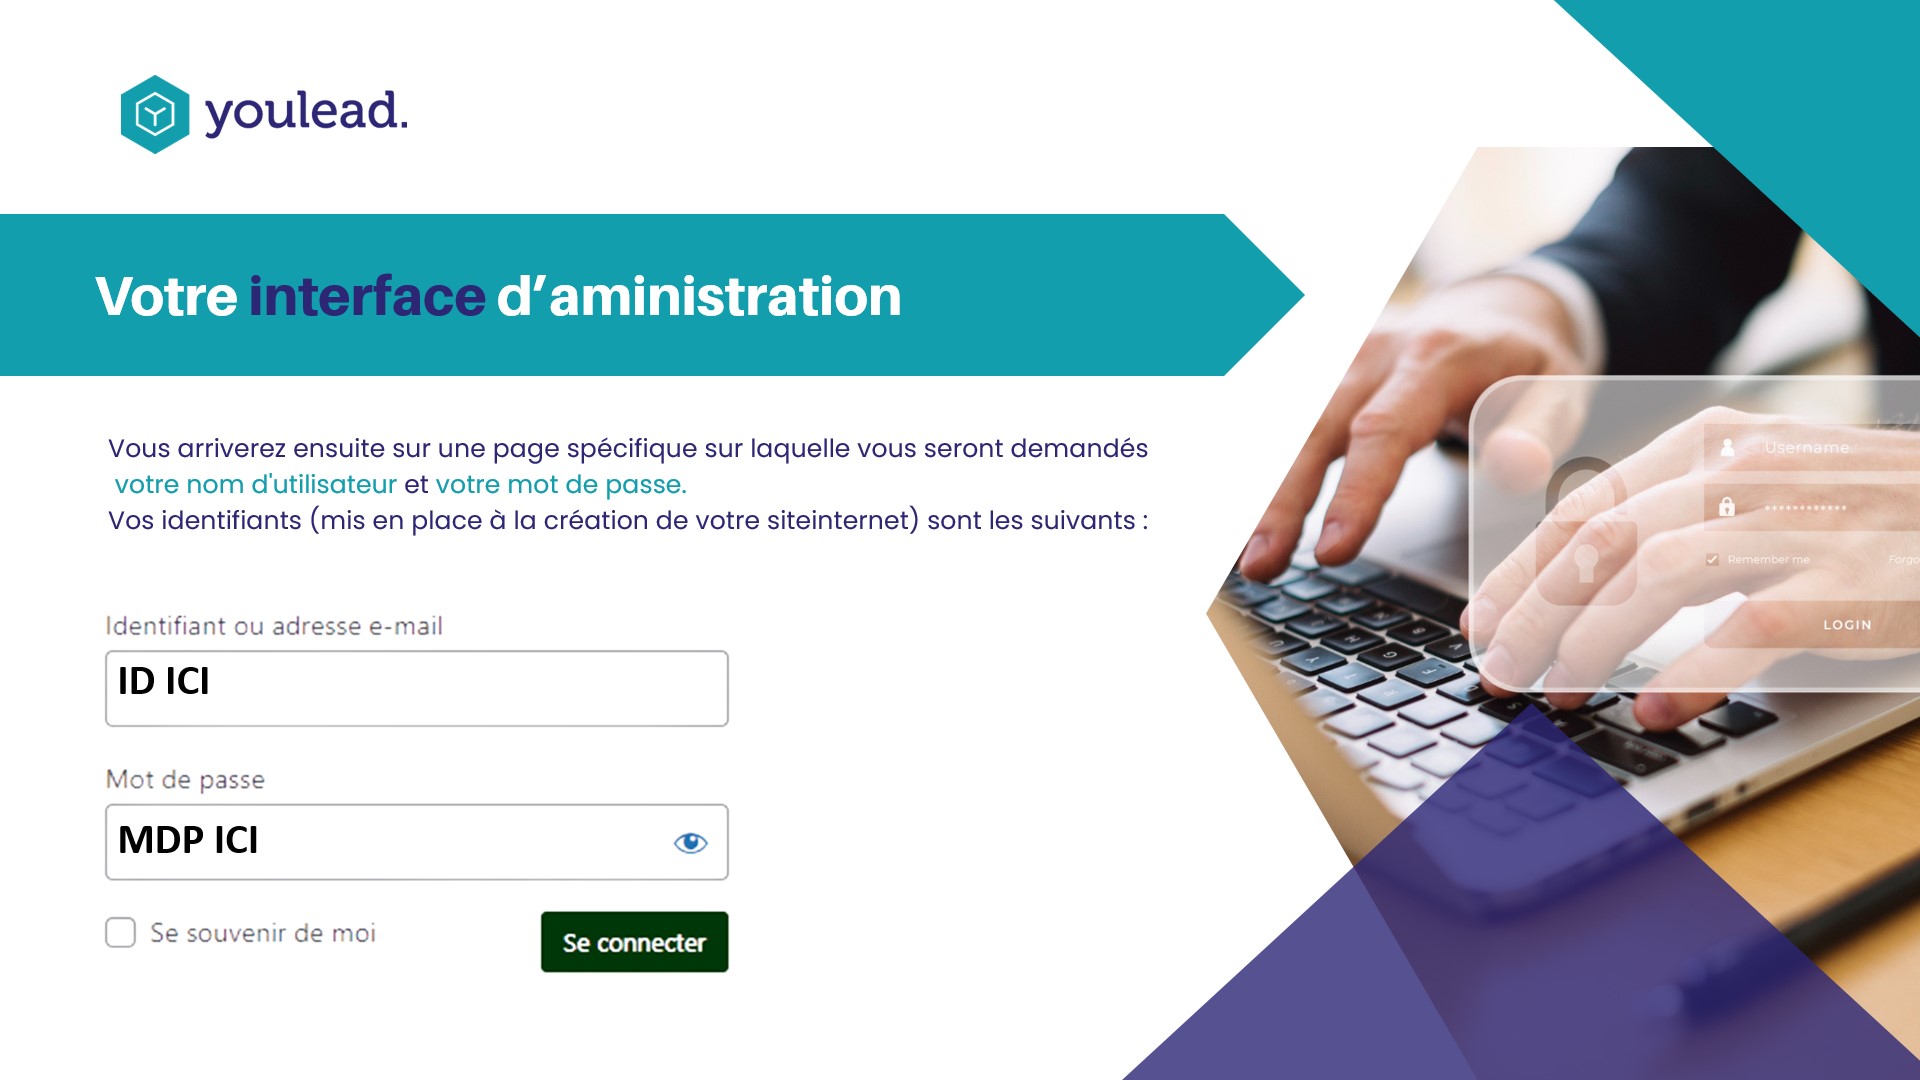 youlead.
Votre interface d’aministration
Vous arriverez ensuite sur une page spécifique sur laquelle vous seront demandés
votre nom d'utilisateur et votre mot de passe.
Vos identifiants (mis en place à la création de votre siteinternet) sont les suivants :
Identifiant ou adresse e-mail
ID ICI
Mot de passe
MDP ICI
Se souvenir de moi
Se connecter
Username
Remember me
LOGIN